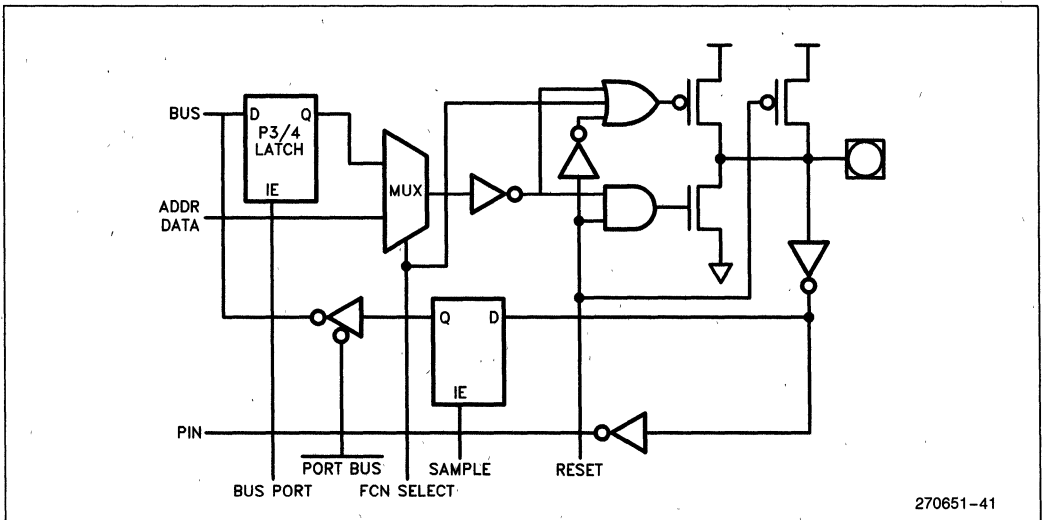 BUS
D Q
P3/4
LATCH
IE
MUX
ADDR
DATA
Q D
IE
PIN
PORT BUS
SAMPLE
RESET
BUS PORT
FCN SELECT
270651-41